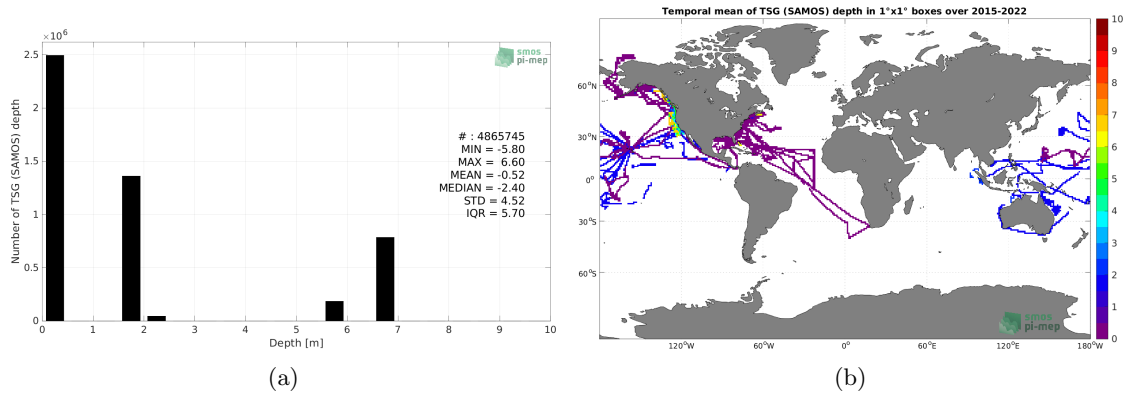 ×10⁶
2.5
2
1.5
1
0.5
0
Number of TSG (SAMOS) depth
smos
pi-mep
# : 4865745
MIN = -5.80
MAX = 6.60
MEAN = -0.52
MEDIAN = -2.40
STD = 4.52
IQR = 5.70
0 1 2 3 4 5 6 7 8 9 10
Depth [m]
(a)
Temporal mean of TSG (SAMOS) depth in 1°x1° boxes over 2015-2022
60°N
30°N
0°
30°S
60°S
120°W 60°W 0° 60°E 120°E 180°W
smos
pi-mep
10
9
8
7
6
5
4
3
2
1
0
(b)